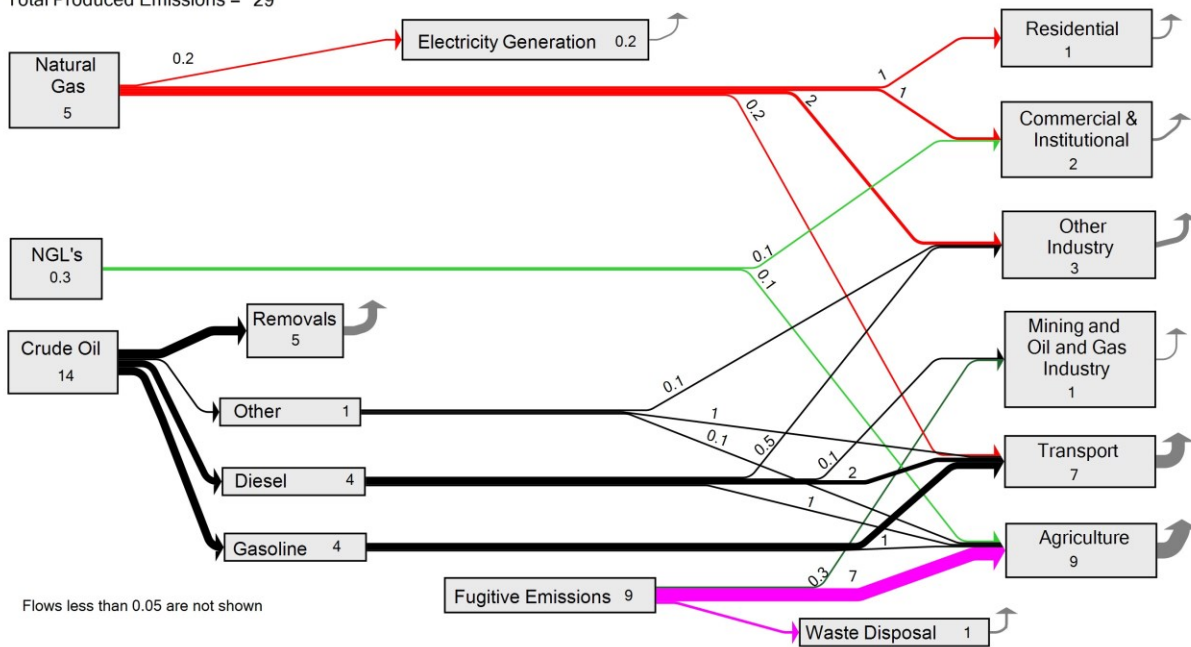 Total Produced Emissions = 29
Natural
Gas
5
0.2
Electricity Generation 0.2
Residential
1
1
1
2
0.2
Commercial &
Institutional
2
NGL's
0.3
0.1
0.1
Other
Industry
3
Removals
5
Crude Oil
14
Mining and
Oil and Gas
Industry
1
Other 1
0.1
1
0.1
0.5
0.1
Transport
7
Diesel 4
2
1
Gasoline 4
1
Agriculture
9
Fugitive Emissions 9
0.3
7
Flows less than 0.05 are not shown
Waste Disposal 1